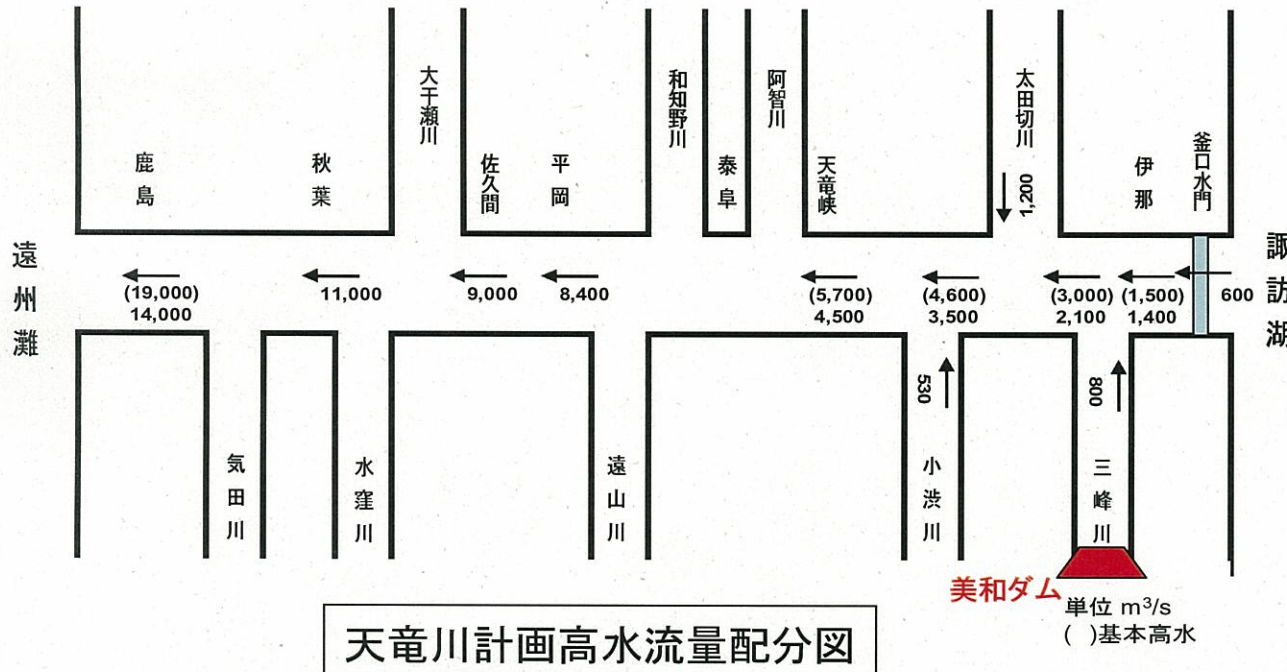 大千瀬川
和知野川
阿智川
太田切川
鹿島
秋葉
佐久間
平岡
泰阜
天竜峡
伊那
釜口水門
1,200
遠州灘
諏訪湖
(19,000)
14,000
11,000
9,000
8,400
(5,700)
4,500
(4,600)
3,500
(3,000)
2,100
(1,500)
1,400
600
530
800
気田川
水窪川
遠山川
小渋川
三峰川
美和ダム
単位 m³/s
( )基本高水
天竜川計画高水流量配分図